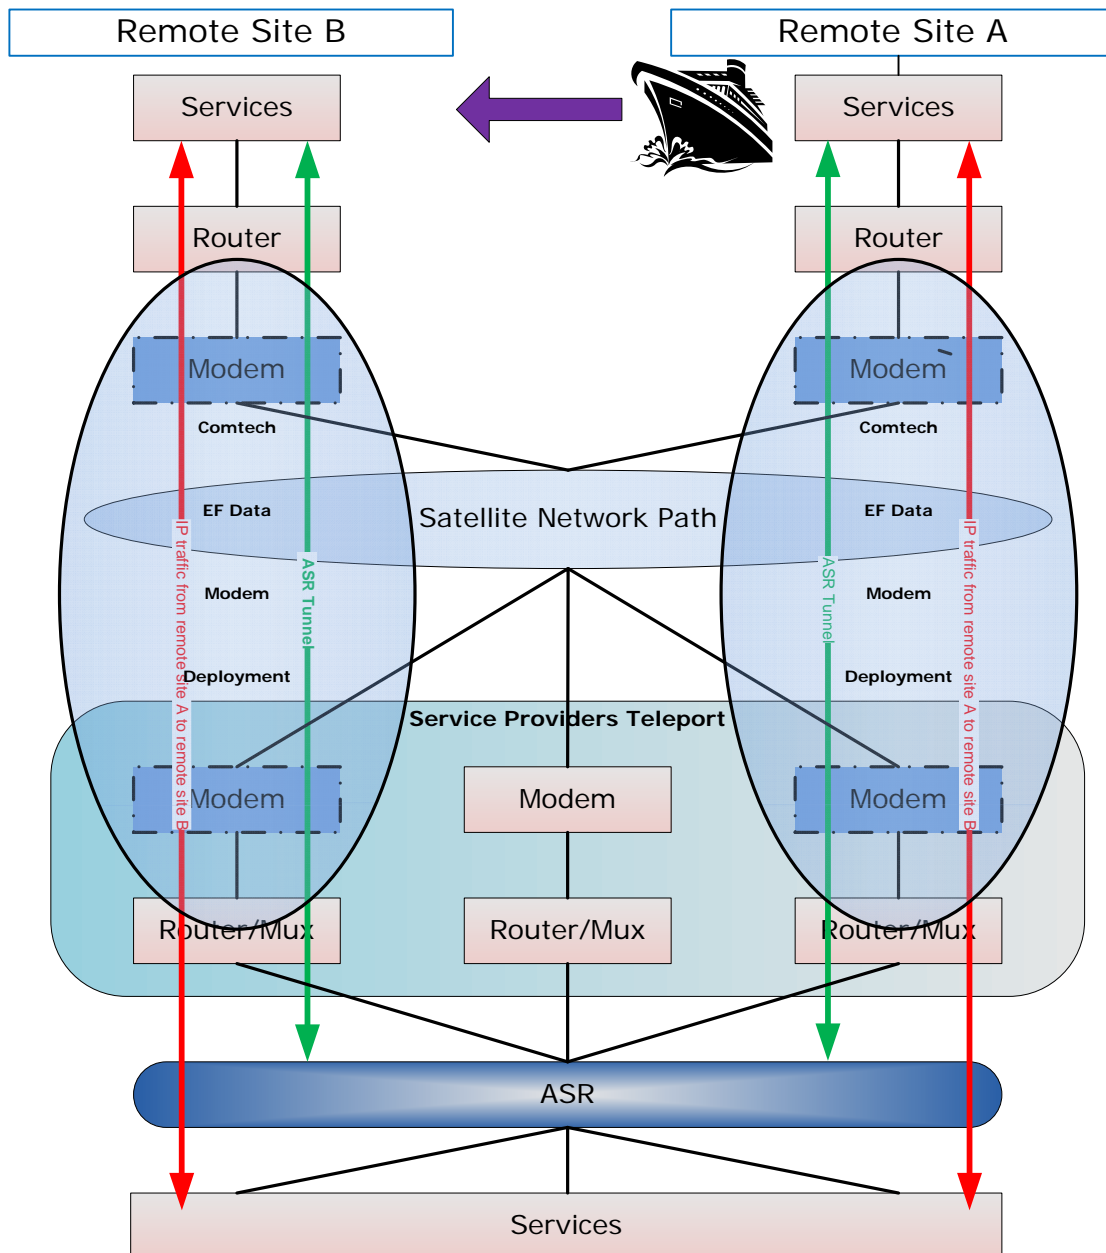 Remote Site B
Remote Site A
Services
Services
Router
Router
Modem
Modem
Comtech
Comtech
EF Data
Satellite Network Path
EF Data
IP traffic from remote site A to remote site B
ASR Tunnel
ASR Tunnel
IP traffic from remote site A to remote site B
Modem
Modem
Deployment
Deployment
Service Providers Teleport
Modem
Modem
Modem
Router/Mux
Router/Mux
Router/Mux
ASR
Services